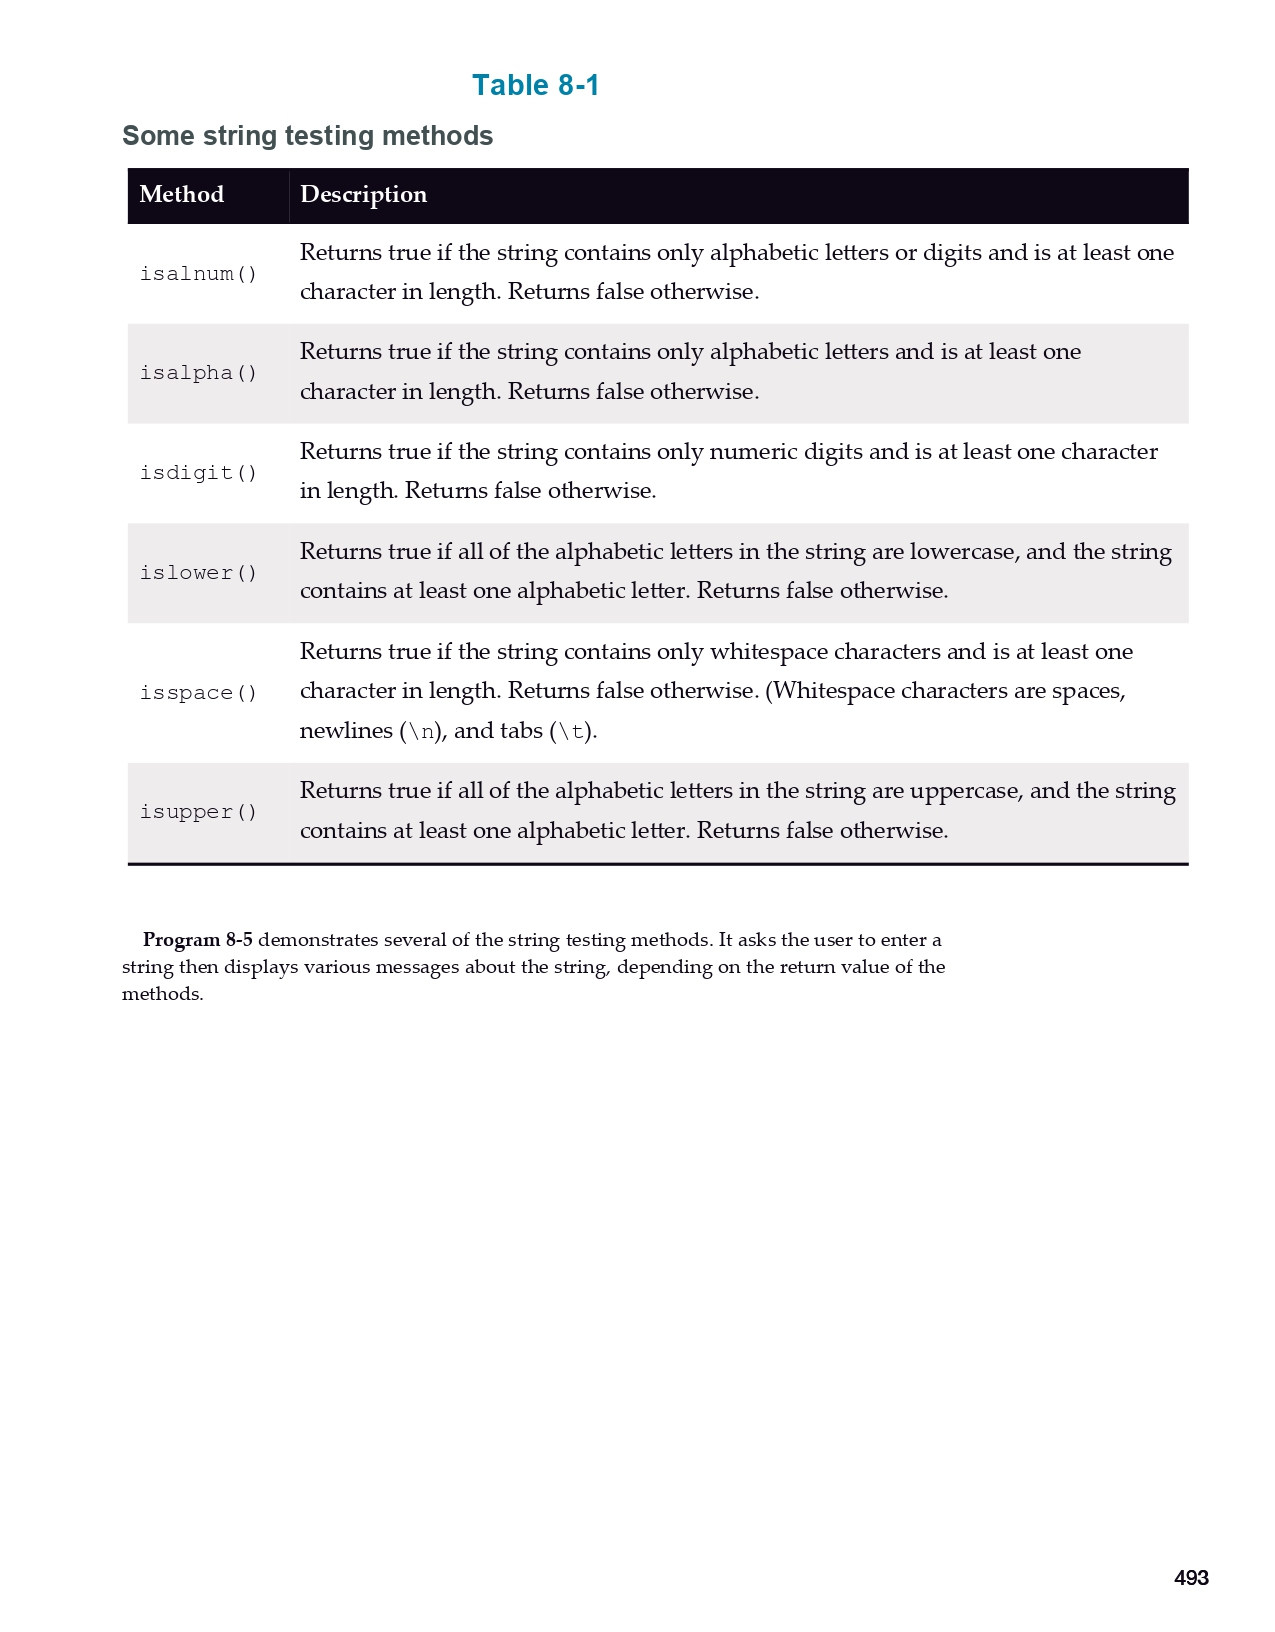 Table 8-1
Some string testing methods
Method Description
isalnum() Returns true if the string contains only alphabetic letters or digits and is at least one
character in length. Returns false otherwise.
isalpha() Returns true if the string contains only alphabetic letters and is at least one
character in length. Returns false otherwise.
isdigit() Returns true if the string contains only numeric digits and is at least one character
in length. Returns false otherwise.
islower() Returns true if all of the alphabetic letters in the string are lowercase, and the string
contains at least one alphabetic letter. Returns false otherwise.
Returns true if the string contains only whitespace characters and is at least one
isspace() character in length. Returns false otherwise. (Whitespace characters are spaces,
newlines (\n), and tabs (\t).
isupper() Returns true if all of the alphabetic letters in the string are uppercase, and the string
contains at least one alphabetic letter. Returns false otherwise.
Program 8-5 demonstrates several of the string testing methods. It asks the user to enter a
string then displays various messages about the string, depending on the return value of the
methods.
493